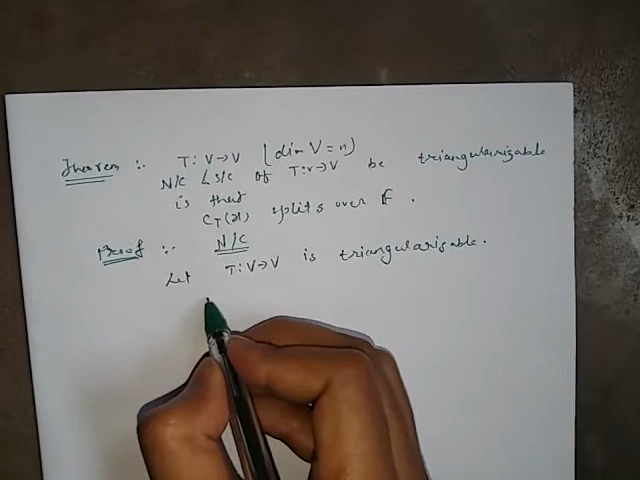 Theorem :- T: V→V (dim V = n)
N/C & S/C of T: V→V be triangularizable
is that
C_T(x) splits over F.
Proof :- N/C
Let T: V→V is triangularizable.